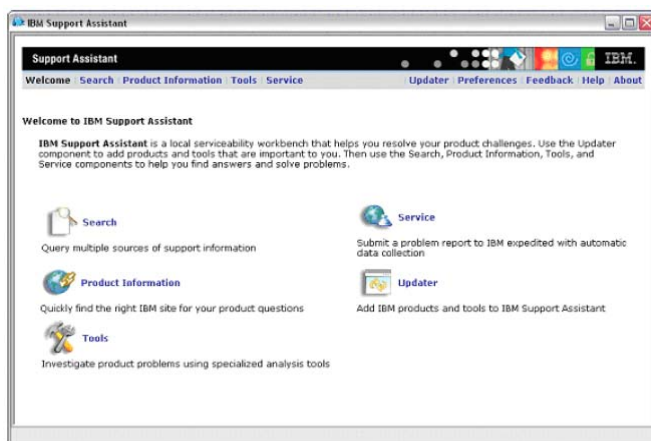 IBM Support Assistant
Support Assistant
IBM.
Welcome Search Product Information Tools Service Updater Preferences Feedback Help About
Welcome to IBM Support Assistant
IBM Support Assistant is a local serviceability workbench that helps you resolve your product challenges. Use the Updater
component to add products and tools that are important to you. Then use the Search, Product Information, Tools, and
Service components to help you find answers and solve problems.
Search
Query multiple sources of support information
Service
Submit a problem report to IBM expedited with automatic
data collection
Product Information
Quickly find the right IBM site for your product questions
Updater
Add IBM products and tools to IBM Support Assistant
Tools
Investigate product problems using specialized analysis tools